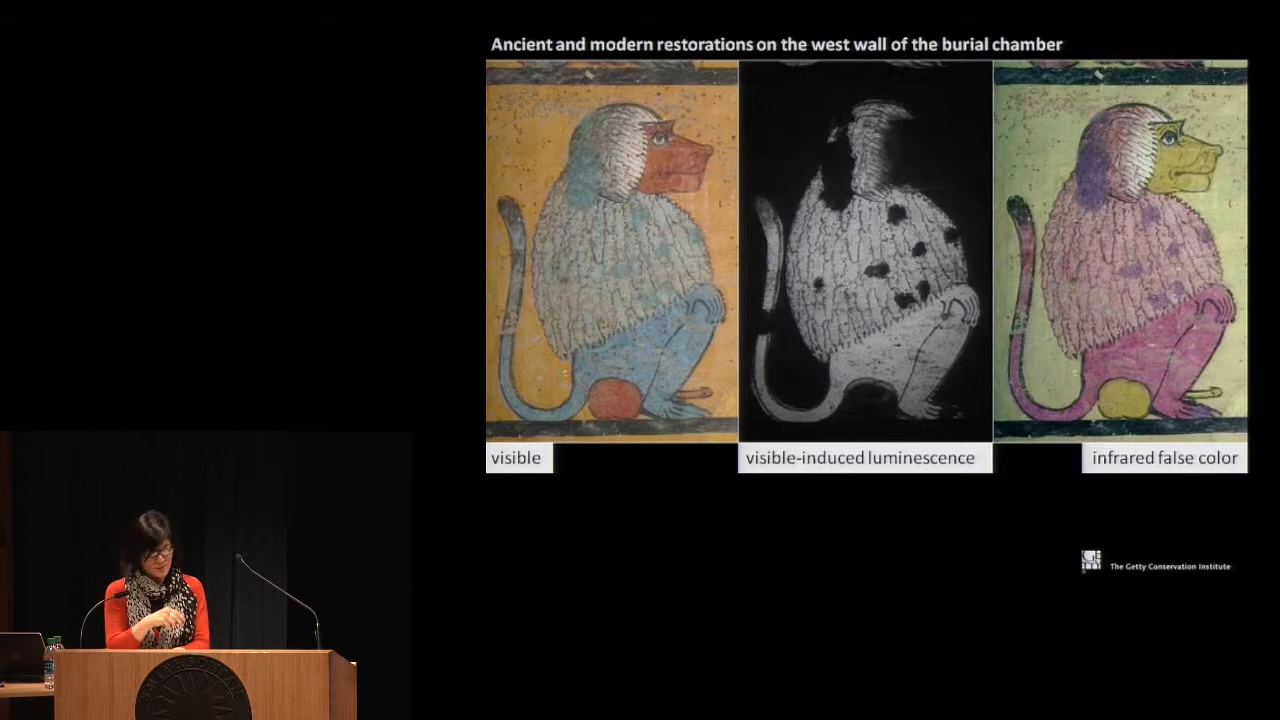 Ancient and modern restorations on the west wall of the burial chamber
visible
visible-induced luminescence
infrared false color
The Getty Conservation Institute
SMITHSONIAN